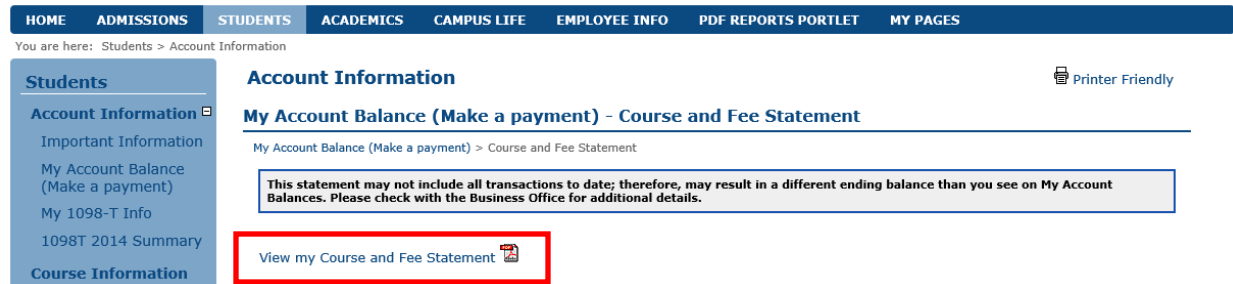 HOME ADMISSIONS STUDENTS ACADEMICS CAMPUS LIFE EMPLOYEE INFO PDF REPORTS PORTLET MY PAGES
You are here: Students > Account Information
Students
Account Information
Important Information
My Account Balance
(Make a payment)
My 1098-T Info
1098T 2014 Summary
Course Information
Account Information
Printer Friendly
My Account Balance (Make a payment) - Course and Fee Statement
My Account Balance (Make a payment) > Course and Fee Statement
This statement may not include all transactions to date; therefore, may result in a different ending balance than you see on My Account
Balances. Please check with the Business Office for additional details.
View my Course and Fee Statement